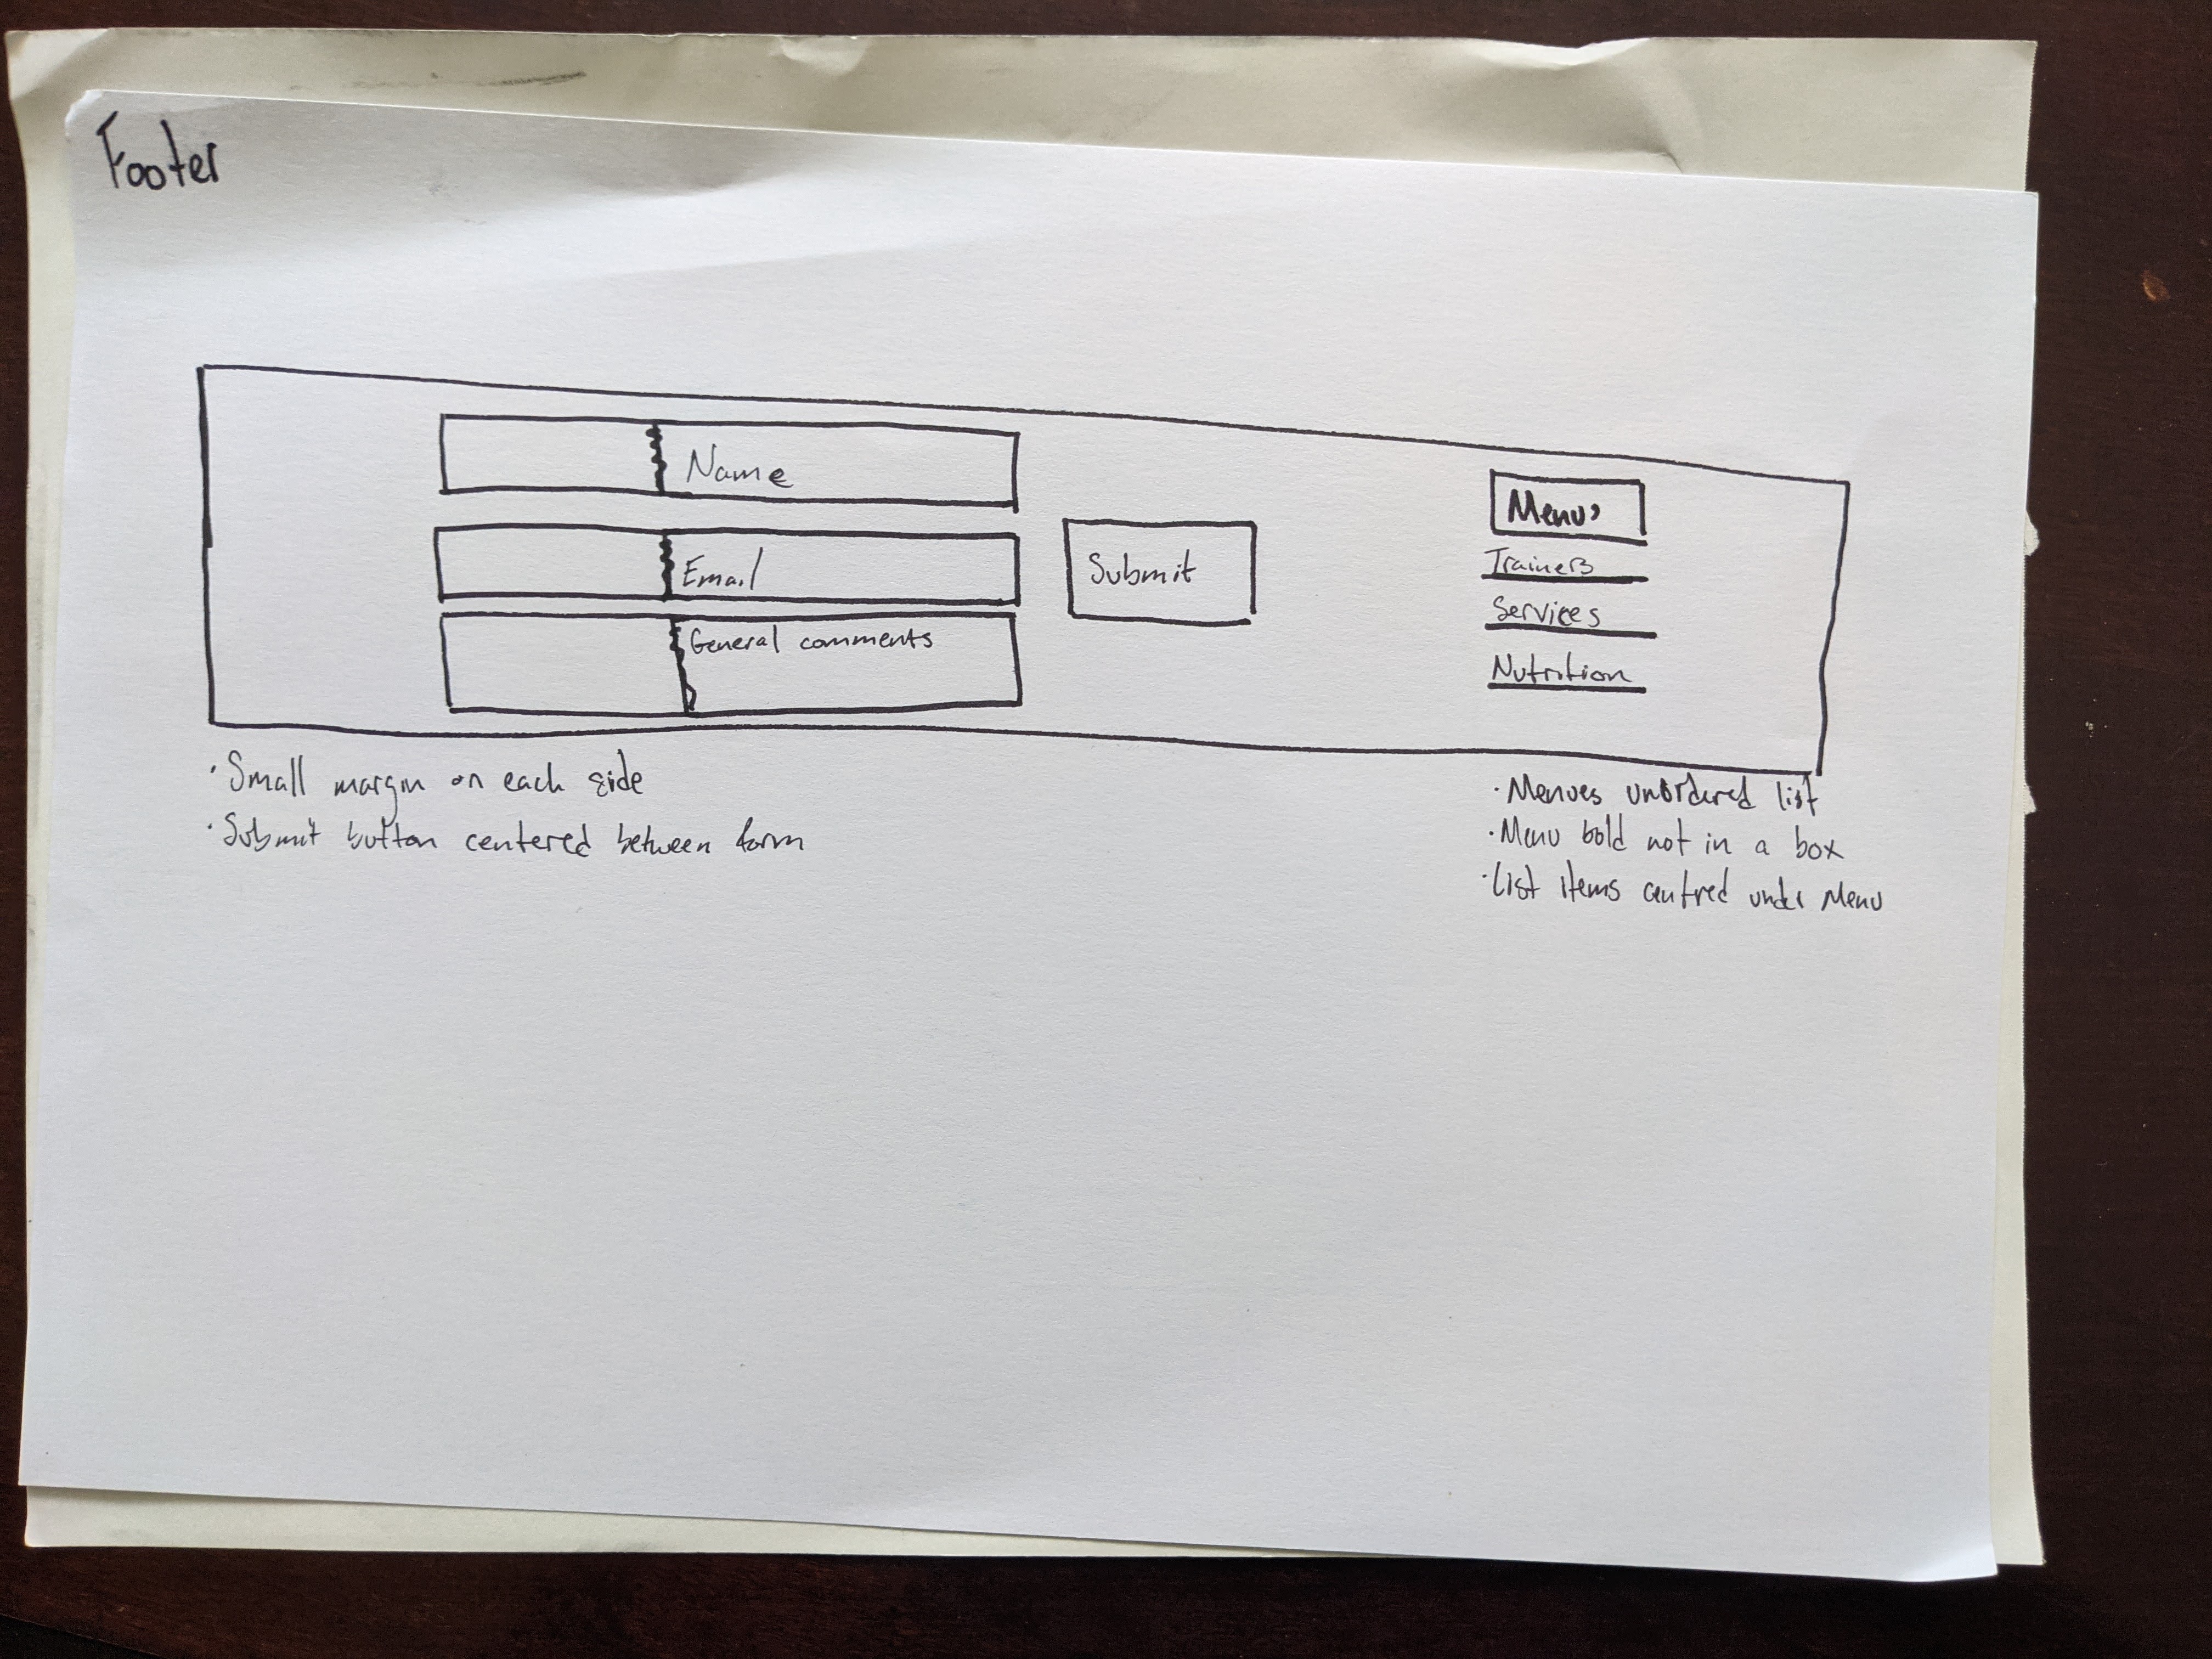 Footer
Name
Email
General comments
Submit
Menus
Trainers
Services
Nutrition
· Small margin on each side
· Submit button centered between form
· Menues unordered list
· Menu bold not in a box
· List items centred under Menu